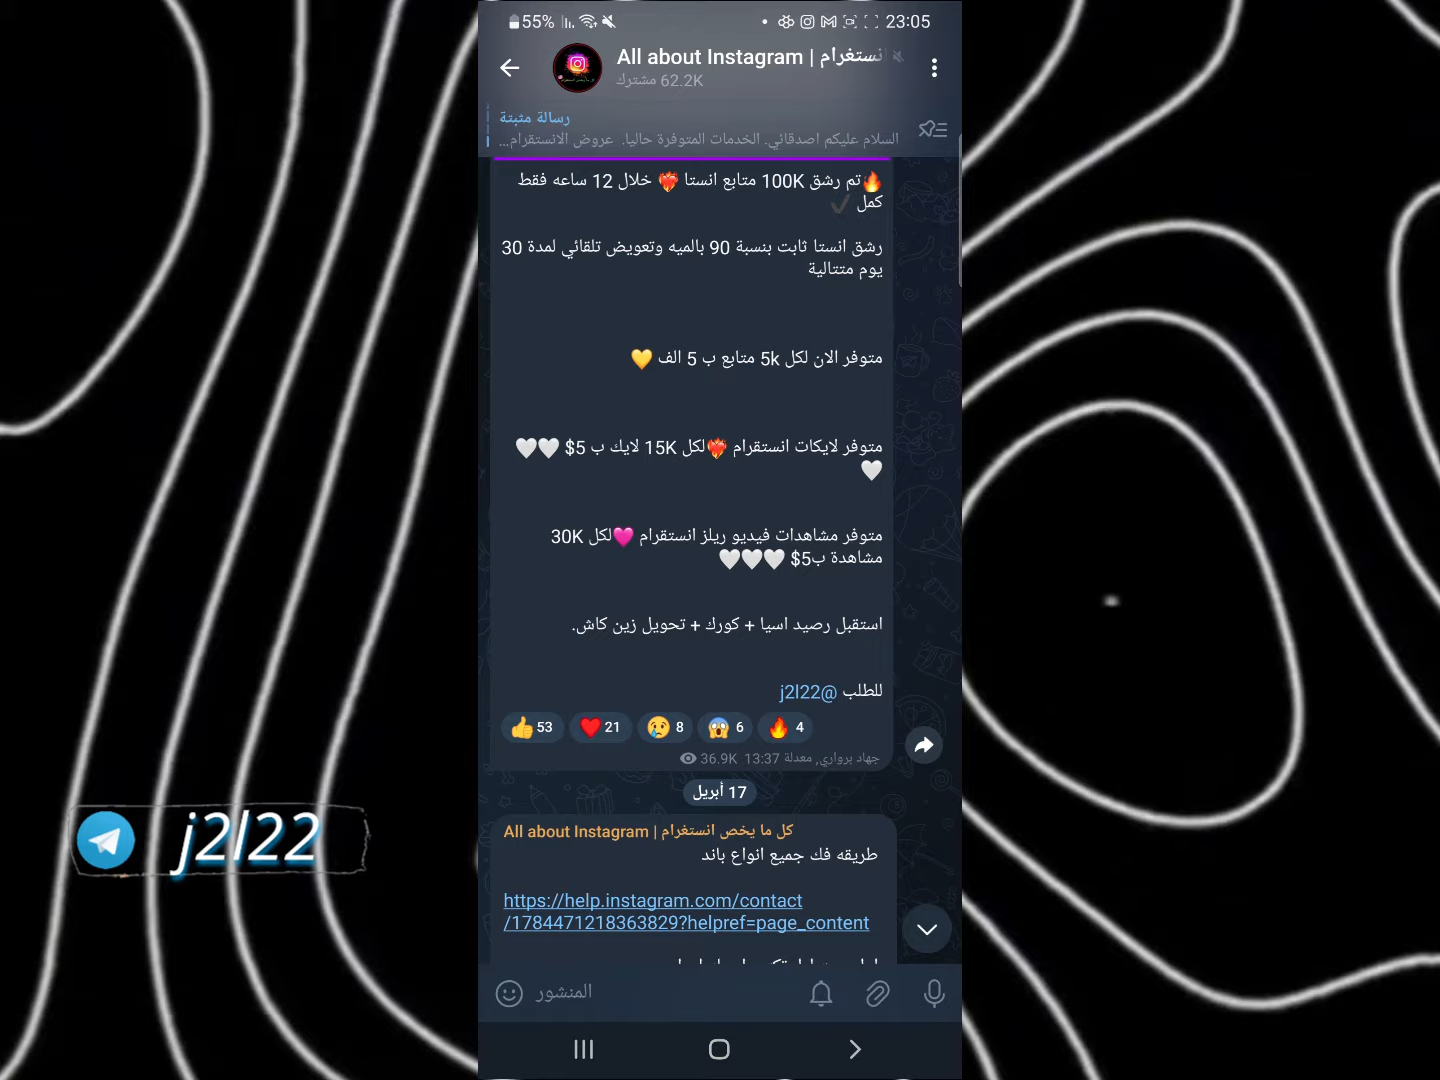 55%
23:05
All about Instagram | انستغرام
62.2K مشترك
رسالة مثبتة
السلام عليكم اصدقائي. الخدمات المتوفرة حاليا. عروض الانستقرام...
🔥تم رشق 100K متابع انستا ❤️‍🔥 خلال 12 ساعه فقط
كمل ✔️
رشق انستا ثابت بنسبة 90 بالميه وتعويض تلقائي لمدة 30
يوم متتالية
متوفر الان لكل 5k متابع ب 5 الف 💛
متوفر لايكات انستقرام ❤️‍🔥لكل 15K لايك ب 5$ 🤍🤍
🤍
متوفر مشاهدات فيديو ريلز انستقرام 💗لكل 30K
مشاهدة ب5$ 🤍🤍🤍
استقبل رصيد اسيا + كورك + تحويل زين كاش.
للطلب @j2l22
👍 53 ❤️ 21 😢 8 😱 6 🔥 4
36.9K جهاد برواري, معدلة 13:37
17 أبريل
All about Instagram | كل ما يخص انستغرام
طريقه فك جميع انواع باند
https://help.instagram.com/contact
/1784471218363829?helpref=page_content
المنشور
j2l22